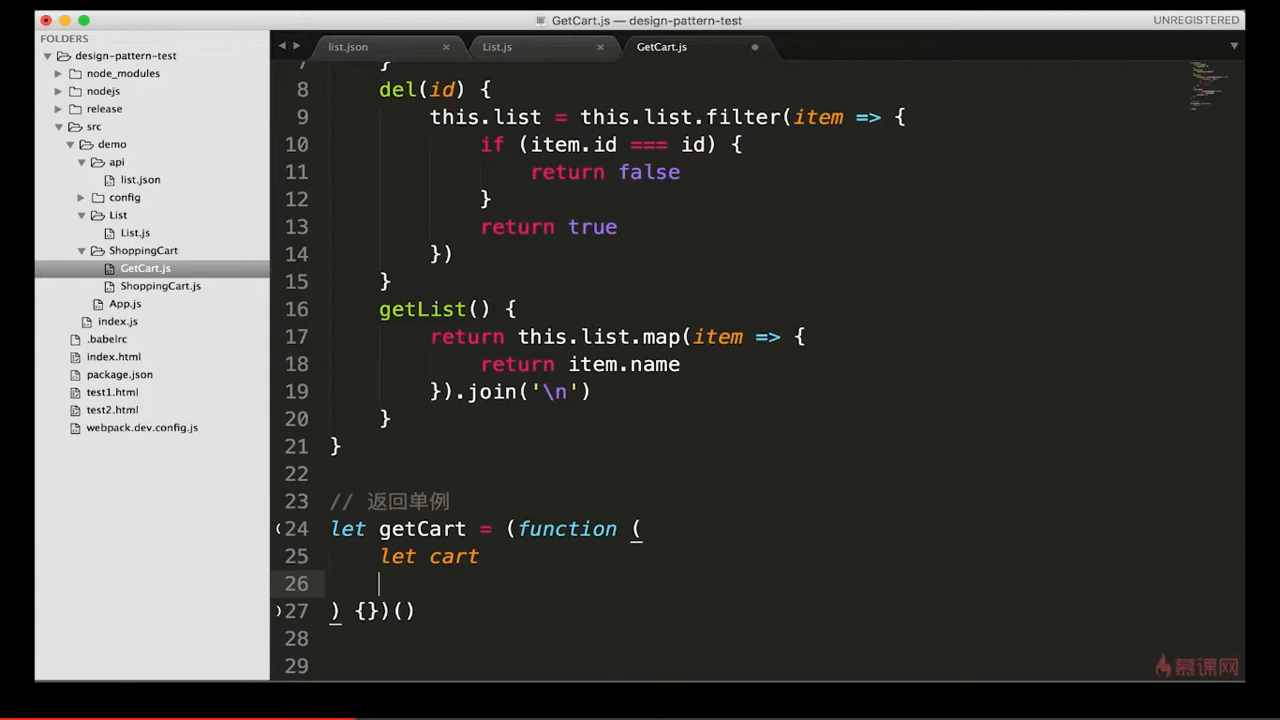 GetCart.js — design-pattern-test
UNREGISTERED
FOLDERS
design-pattern-test
node_modules
nodejs
release
src
demo
api
list.json
config
List
List.js
ShoppingCart
GetCart.js
ShoppingCart.js
App.js
index.js
.babelrc
index.html
package.json
test1.html
test2.html
webpack.dev.config.js
list.json
List.js
GetCart.js
7 }
8 del(id) {
9 this.list = this.list.filter(item => {
10 if (item.id === id) {
11 return false
12 }
13 return true
14 })
15 }
16 getList() {
17 return this.list.map(item => {
18 return item.name
19 }).join('\n')
20 }
21 }
22
23 // 返回单例
24 let getCart = (function (
25 let cart
26
27 ) {})()
28
29
慕课网